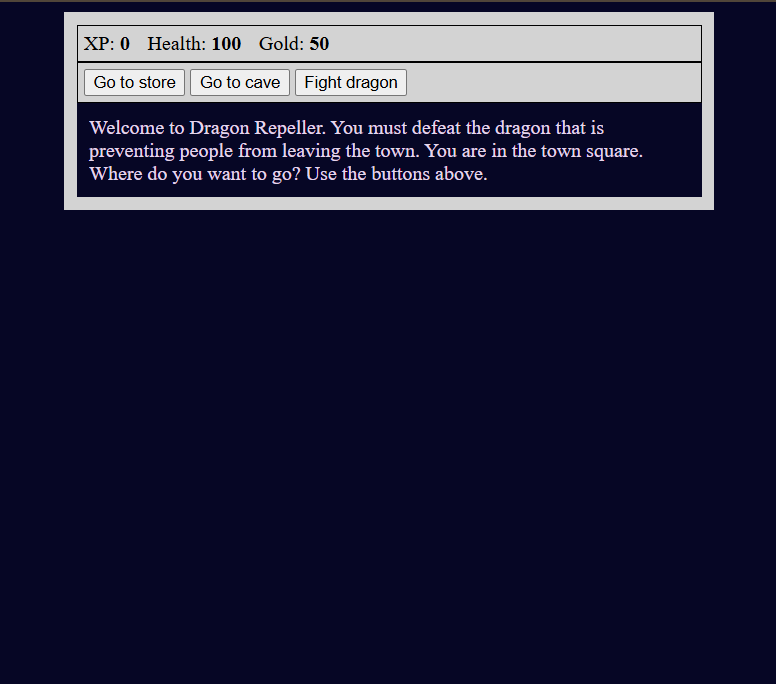 XP: 0 Health: 100 Gold: 50
Go to store Go to cave Fight dragon
Welcome to Dragon Repeller. You must defeat the dragon that is
preventing people from leaving the town. You are in the town square.
Where do you want to go? Use the buttons above.